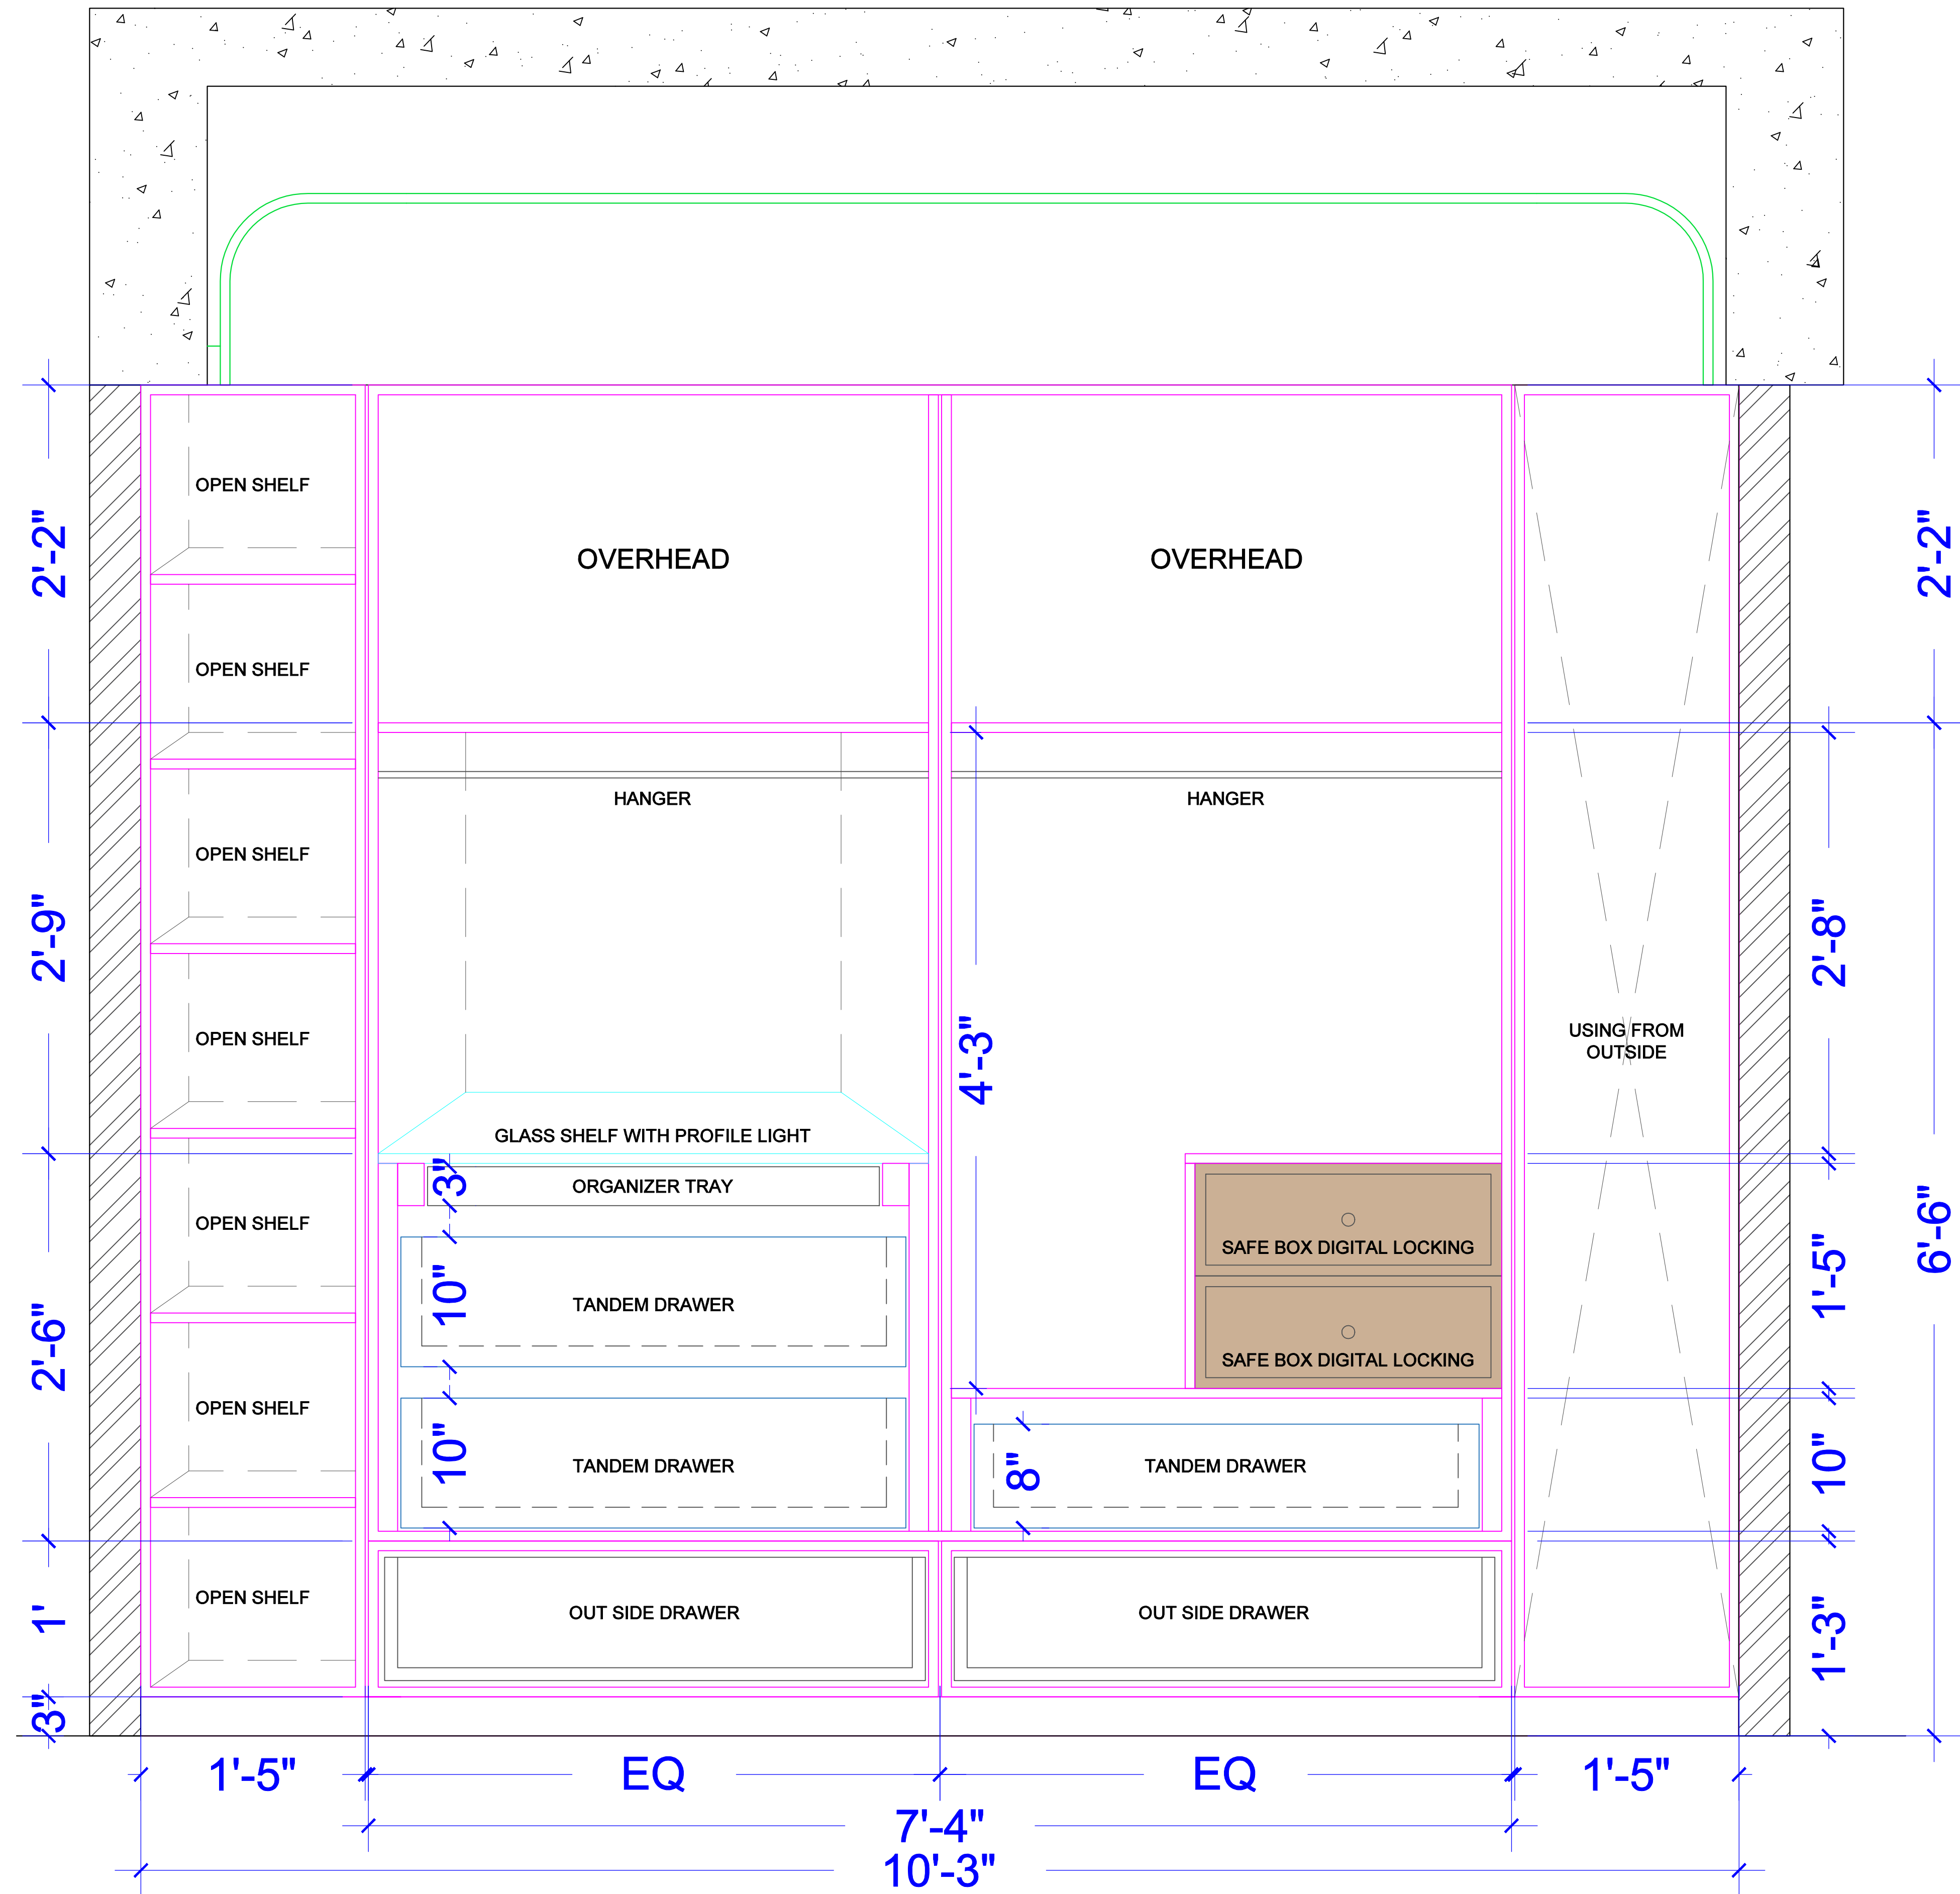 OPEN SHELF
OPEN SHELF
OPEN SHELF
OPEN SHELF
OPEN SHELF
OPEN SHELF
OPEN SHELF
OVERHEAD
OVERHEAD
HANGER
HANGER
GLASS SHELF WITH PROFILE LIGHT
ORGANIZER TRAY
TANDEM DRAWER
TANDEM DRAWER
OUT SIDE DRAWER
SAFE BOX DIGITAL LOCKING
SAFE BOX DIGITAL LOCKING
TANDEM DRAWER
OUT SIDE DRAWER
USING FROM
OUTSIDE
2'-2"
2'-9"
2'-6"
1'
3"
3"
10"
10"
4'-3"
8"
2'-8"
1'-5"
10"
1'-3"
2'-2"
6'-6"
1'-5"
EQ
EQ
1'-5"
7'-4"
10'-3"